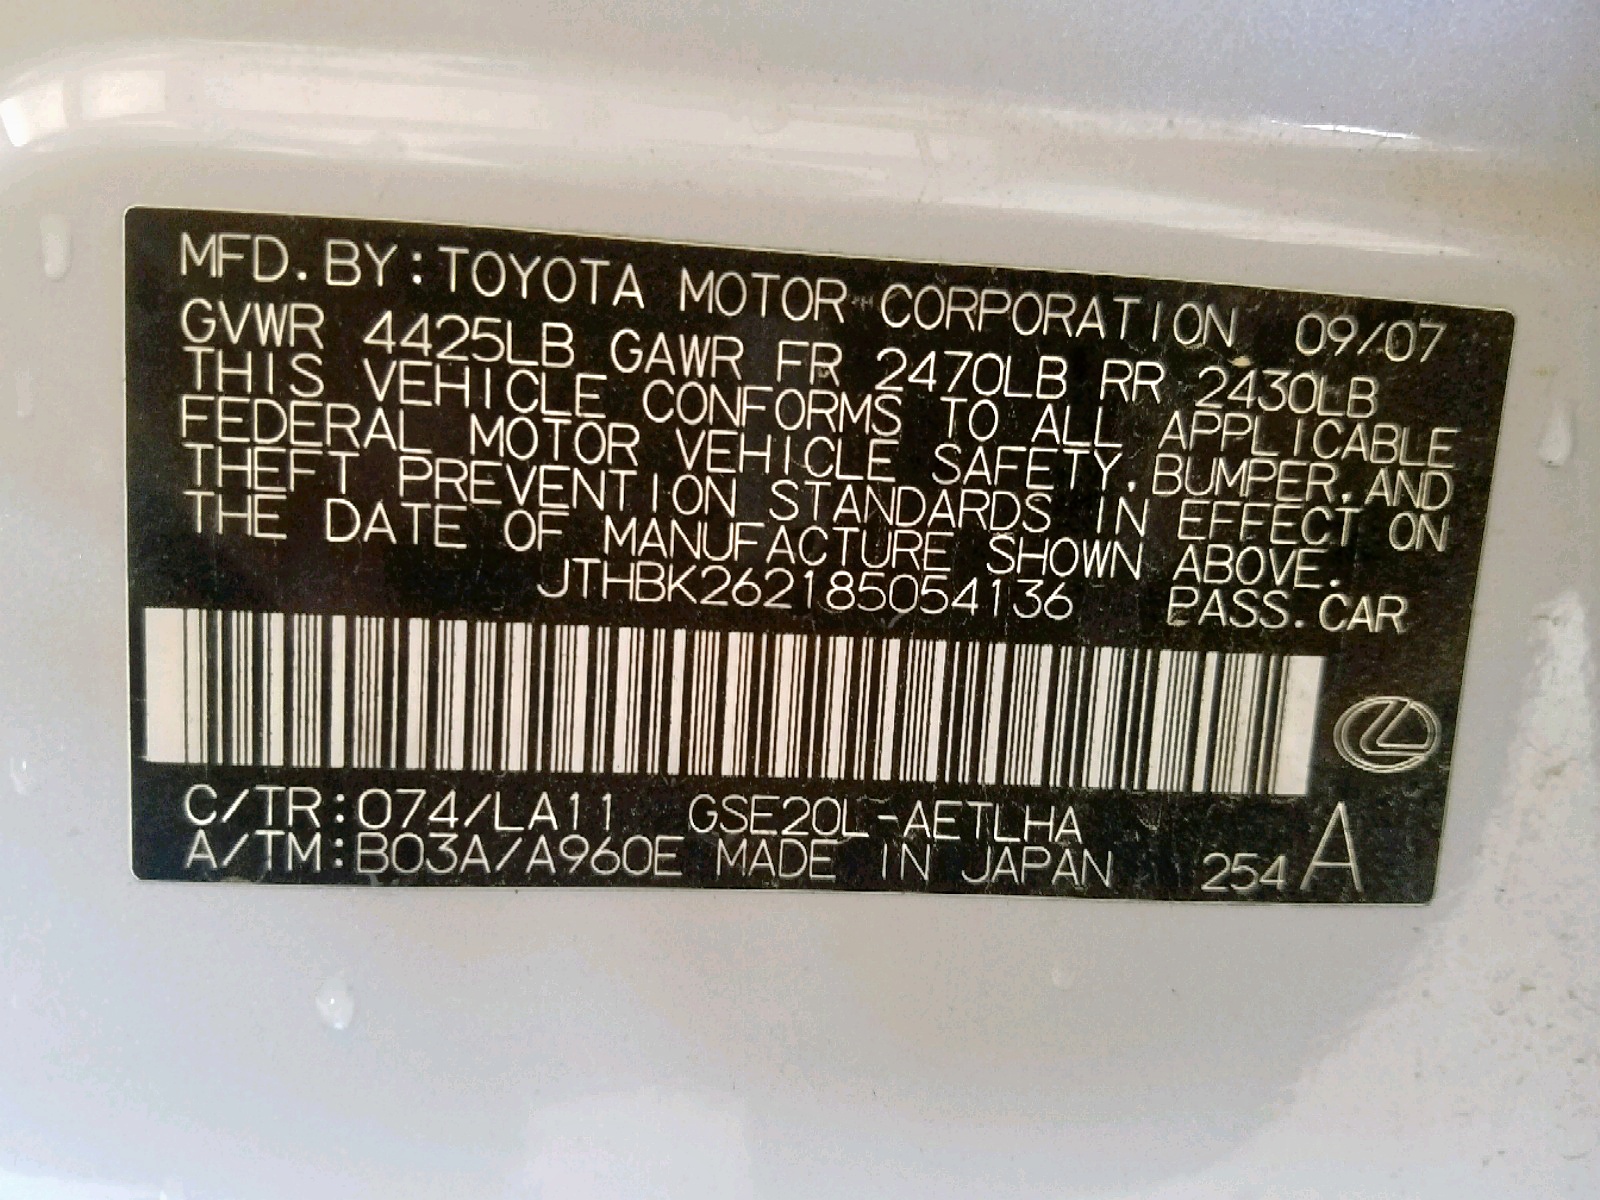 MFD. BY: TOYOTA MOTOR CORPORATION 09/07
GVWR 4425LB GAWR FR 2470LB RR 2430LB
THIS VEHICLE CONFORMS TO ALL APPLICABLE
FEDERAL MOTOR VEHICLE SAFETY, BUMPER, AND
THEFT PREVENTION STANDARDS IN EFFECT ON
THE DATE OF MANUFACTURE SHOWN ABOVE.
JTHBK262185054136 PASS. CAR
C/TR: 074/LA11 GSE20L-AETLHA
A/TM: B03A/A960E MADE IN JAPAN 254 A